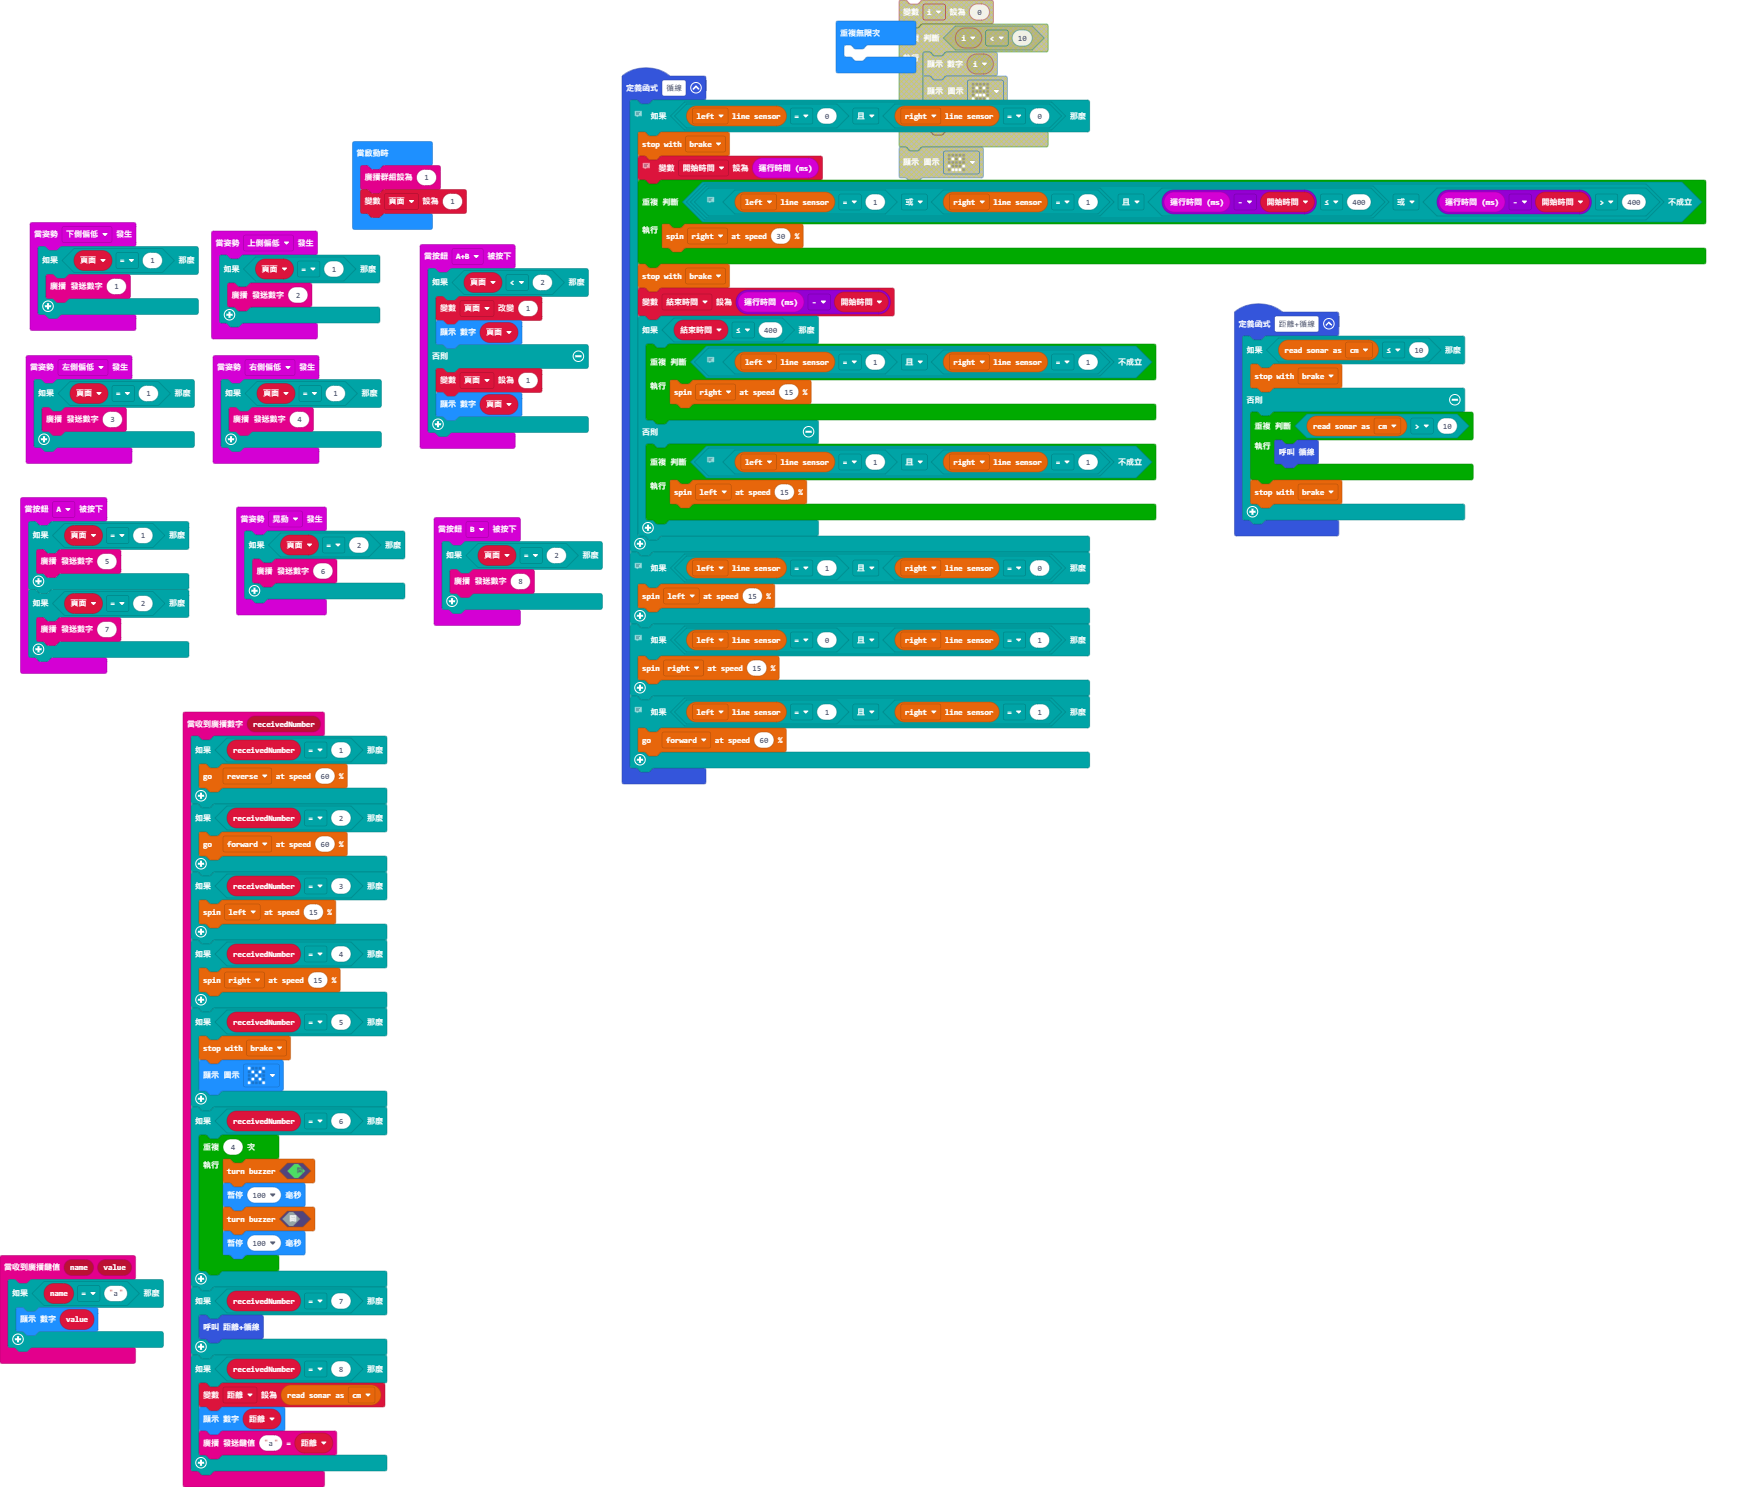 變數 i 設為 0
判斷 i < 10
顯示 數字 i
顯示 圖示
顯示 圖示
重複無限次
當啟動時
廣播群組設為 1
變數 頁面 設為 1
當姿勢 下側偏低 發生
如果 頁面 = 1 那麼
廣播 發送數字 1
當姿勢 上側偏低 發生
如果 頁面 = 1 那麼
廣播 發送數字 2
當姿勢 左側偏低 發生
如果 頁面 = 1 那麼
廣播 發送數字 3
當姿勢 右側偏低 發生
如果 頁面 = 1 那麼
廣播 發送數字 4
當按鈕 A+B 被按下
如果 頁面 < 2 那麼
變數 頁面 改變 1
顯示 數字 頁面
否則
變數 頁面 設為 1
顯示 數字 頁面
當按鈕 A 被按下
如果 頁面 = 1 那麼
廣播 發送數字 5
如果 頁面 = 2 那麼
廣播 發送數字 7
當姿勢 晃動 發生
如果 頁面 = 2 那麼
廣播 發送數字 6
當按鈕 B 被按下
如果 頁面 = 2 那麼
廣播 發送數字 8
定義函式 循線
如果 left line sensor = 0 且 right line sensor = 0 那麼
stop with brake
變數 開始時間 設為 運行時間 (ms)
重複 判斷 left line sensor = 1 或 right line sensor = 1 且 運行時間 (ms) - 開始時間 ≤ 400 或 運行時間 (ms) - 開始時間 > 400 不成立
執行 spin right at speed 30 %
stop with brake
變數 結束時間 設為 運行時間 (ms) - 開始時間
如果 結束時間 ≤ 400 那麼
重複 判斷 left line sensor = 1 且 right line sensor = 1 不成立
執行 spin right at speed 15 %
否則
重複 判斷 left line sensor = 1 且 right line sensor = 1 不成立
執行 spin left at speed 15 %
如果 left line sensor = 1 且 right line sensor = 0 那麼
spin left at speed 15 %
如果 left line sensor = 0 且 right line sensor = 1 那麼
spin right at speed 15 %
如果 left line sensor = 1 且 right line sensor = 1 那麼
go forward at speed 60 %
定義函式 距離+循線
如果 read sonar as cm ≤ 10 那麼
stop with brake
否則
重複 判斷 read sonar as cm > 10
執行 呼叫 循線
stop with brake
當收到廣播數字 receivedNumber
如果 receivedNumber = 1 那麼
go reverse at speed 60 %
如果 receivedNumber = 2 那麼
go forward at speed 60 %
如果 receivedNumber = 3 那麼
spin left at speed 15 %
如果 receivedNumber = 4 那麼
spin right at speed 15 %
如果 receivedNumber = 5 那麼
stop with brake
顯示 圖示
如果 receivedNumber = 6 那麼
重複 4 次
執行 turn buzzer
暫停 100 毫秒
turn buzzer
暫停 100 毫秒
如果 receivedNumber = 7 那麼
呼叫 距離+循線
如果 receivedNumber = 8 那麼
變數 距離 設為 read sonar as cm
顯示 數字 距離
廣播 發送鍵值 "a" = 距離
當收到廣播鍵值 name value
如果 name = "a" 那麼
顯示 數字 value